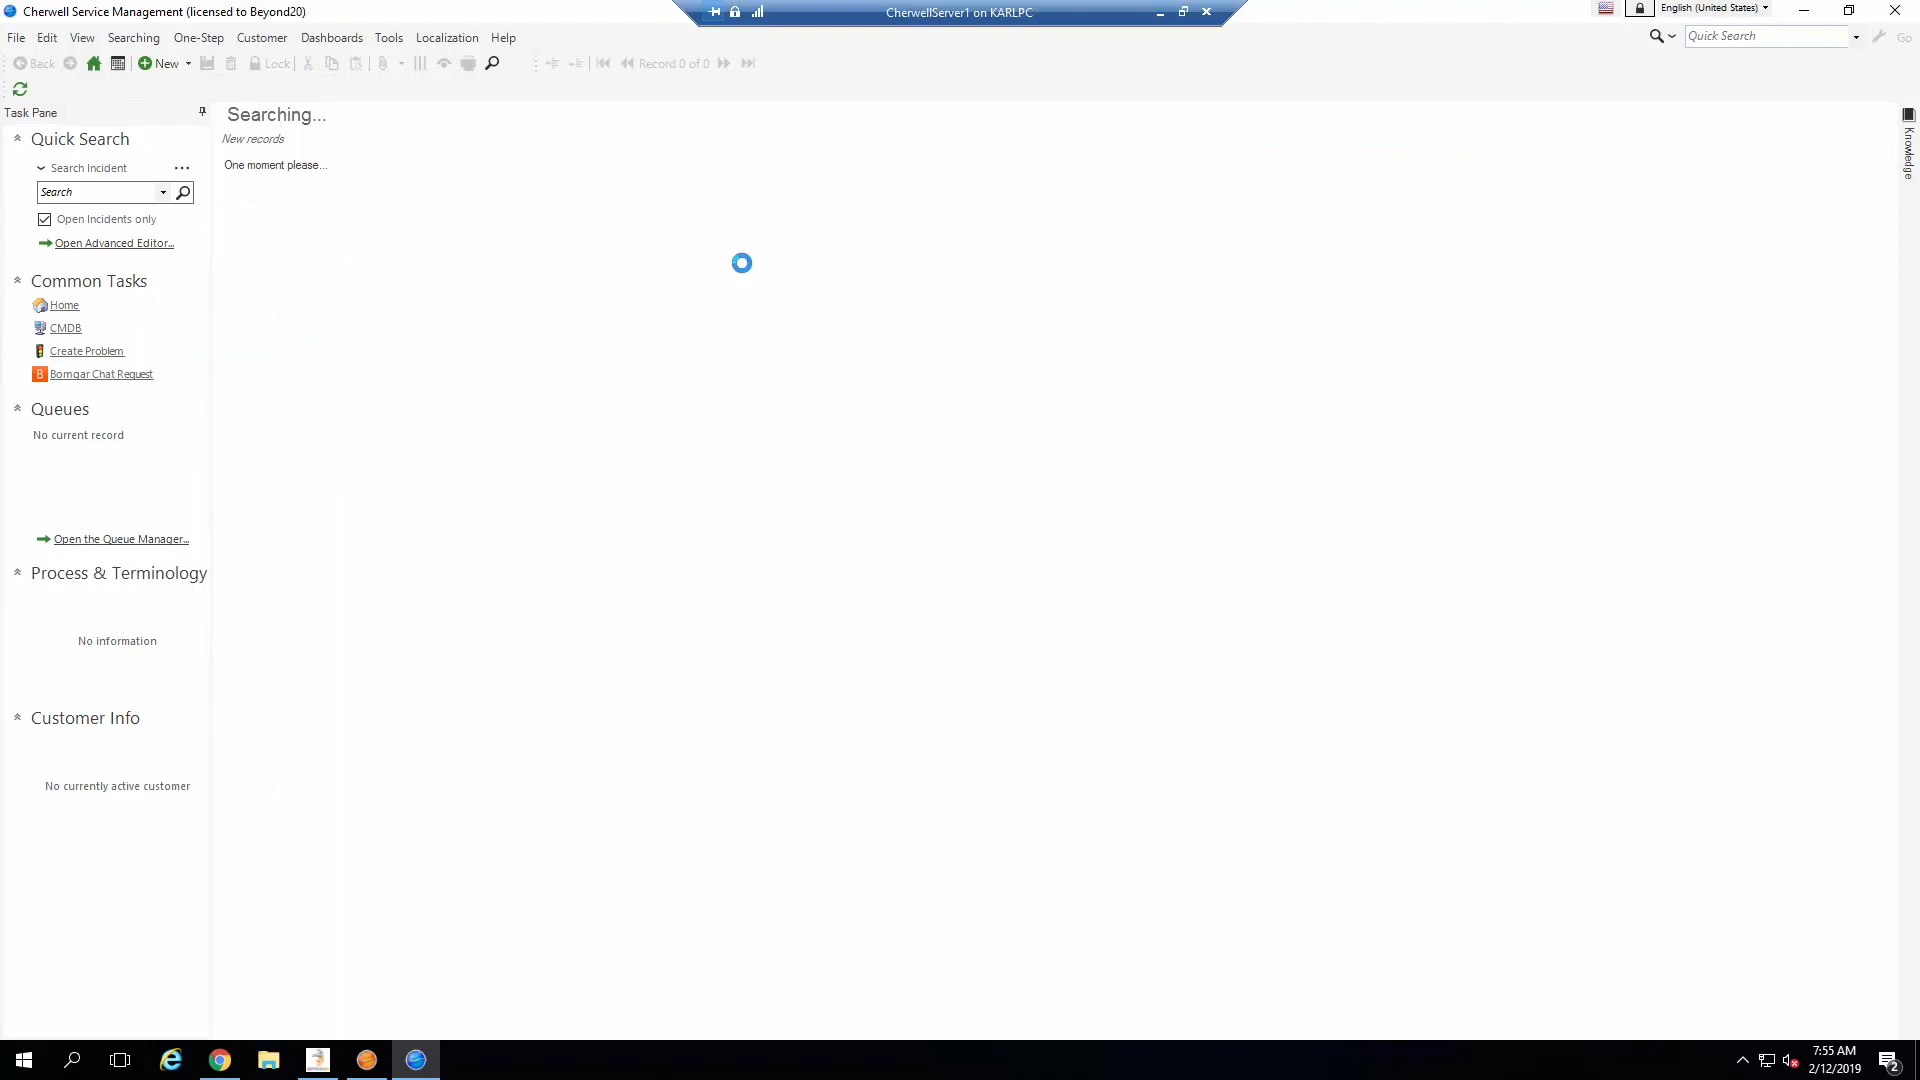 Cherwell Service Management (licensed to Beyond20)
CherwellServer1 on KARLPC
English (United States)
File Edit View Searching One-Step Customer Dashboards Tools Localization Help
Quick Search
Go
Back
New
Lock
Record 0 of 0
Task Pane
Quick Search
Search Incident
Search
Open Incidents only
Open Advanced Editor...
Common Tasks
Home
CMDB
Create Problem
B Bomgar Chat Request
Queues
No current record
Open the Queue Manager...
Process & Terminology
No information
Customer Info
No currently active customer
Searching...
New records
One moment please...
Knowledge
7:55 AM
2/12/2019
2